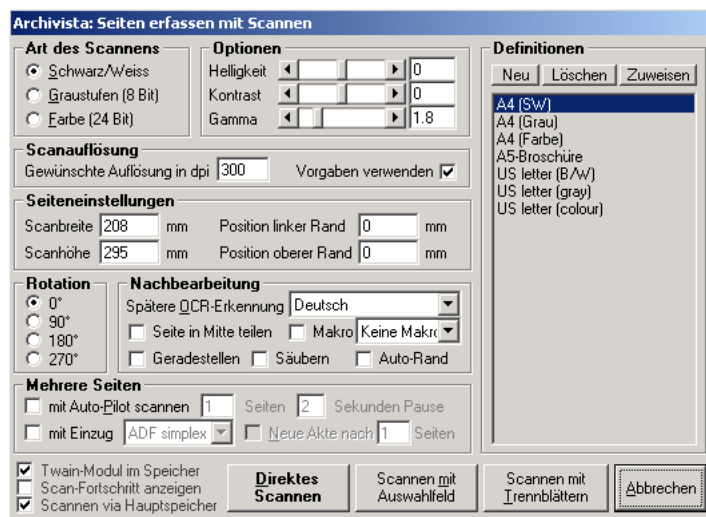 Archivista: Seiten erfassen mit Scannen
Art des Scannens
Schwarz/Weiss
Graustufen (8 Bit)
Farbe (24 Bit)
Optionen
Helligkeit 0
Kontrast 0
Gamma 1.8
Scanauflösung
Gewünschte Auflösung in dpi 300 Vorgaben verwenden
Seiteneinstellungen
Scanbreite 208 mm Position linker Rand 0 mm
Scanhöhe 295 mm Position oberer Rand 0 mm
Rotation
0°
90°
180°
270°
Nachbearbeitung
Spätere OCR-Erkennung Deutsch
Seite in Mitte teilen Makro Keine Makr
Geradestellen Säubern Auto-Rand
Mehrere Seiten
mit Auto-Pilot scannen 1 Seiten 2 Sekunden Pause
mit Einzug ADF simplex Neue Akte nach 1 Seiten
Definitionen
Neu Löschen Zuweisen
A4 (SW)
A4 (Grau)
A4 (Farbe)
A5-Broschüre
US letter (B/W)
US letter (gray)
US letter (colour)
Twain-Modul im Speicher
Scan-Fortschritt anzeigen
Scannen via Hauptspeicher
Direktes
Scannen
Scannen mit
Auswahlfeld
Scannen mit
Trennblättern
Abbrechen